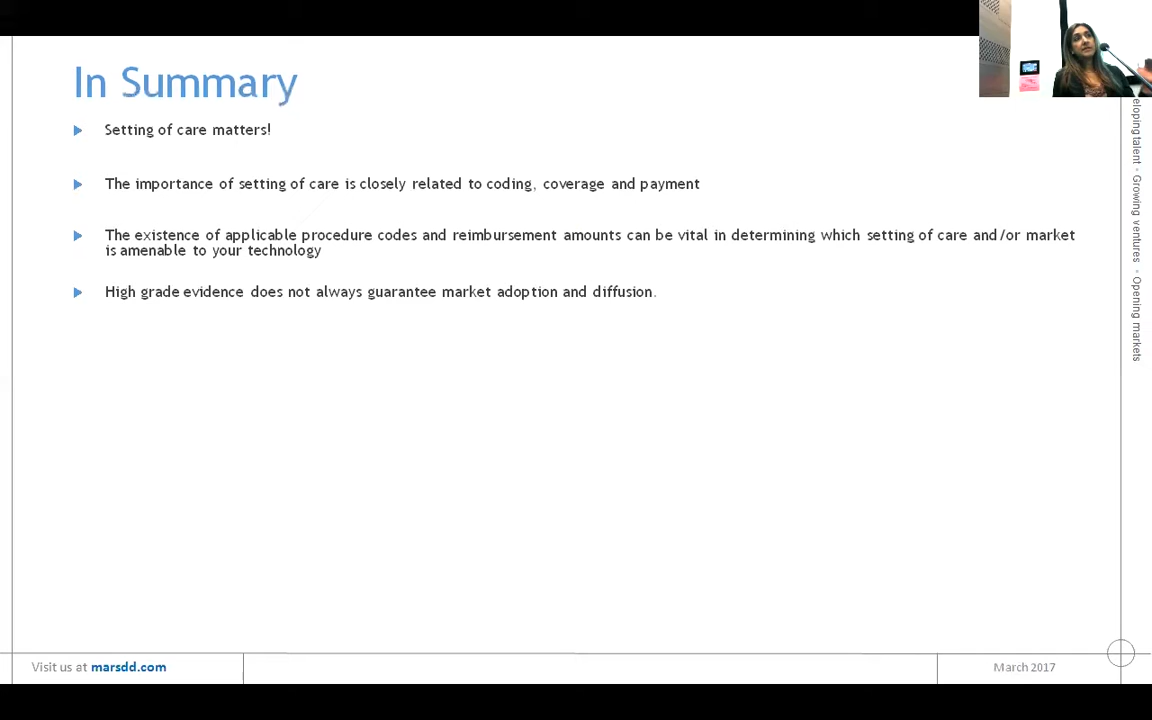 In Summary
Setting of care matters!
The importance of setting of care is closely related to coding, coverage and payment
The existence of applicable procedure codes and reimbursement amounts can be vital in determining which setting of care and/or market
is amenable to your technology
High grade evidence does not always guarantee market adoption and diffusion.
eloping talent • Growing ventures • Opening markets
Visit us at marsdd.com
March 2017